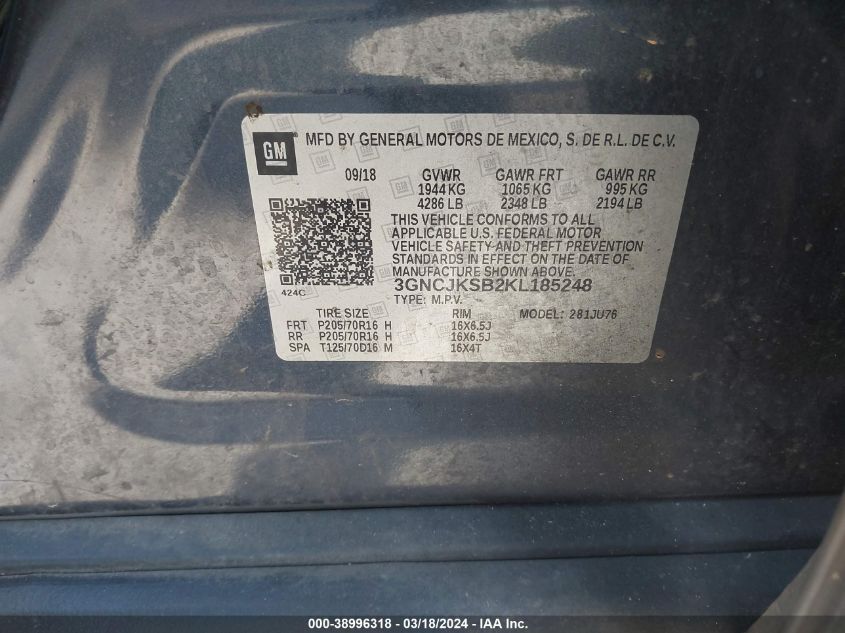 GM
MFD BY GENERAL MOTORS DE MEXICO, S. DE R.L. DE C.V.
09/18 GVWR GAWR FRT GAWR RR
1944 KG 1065 KG 995 KG
4286 LB 2348 LB 2194 LB
THIS VEHICLE CONFORMS TO ALL
APPLICABLE U.S. FEDERAL MOTOR
VEHICLE SAFETY AND THEFT PREVENTION
STANDARDS IN EFFECT ON THE DATE OF
MANUFACTURE SHOWN ABOVE.
424C
3GNCJKSB2KL185248
TYPE: M.P.V. MODEL: 281JU76
TIRE SIZE RIM
FRT P205/70R16 H 16X6.5J
RR P205/70R16 H 16X6.5J
SPA T125/70D16 M 16X4T
000-38996318 - 03/18/2024 - IAA Inc.